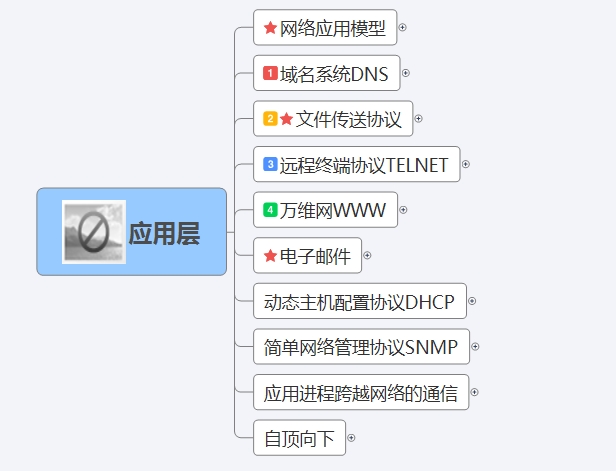 网络应用模型
1 域名系统DNS
2 文件传送协议
3 远程终端协议TELNET
应用层
4 万维网WWW
电子邮件
动态主机配置协议DHCP
简单网络管理协议SNMP
应用进程跨越网络的通信
自顶向下